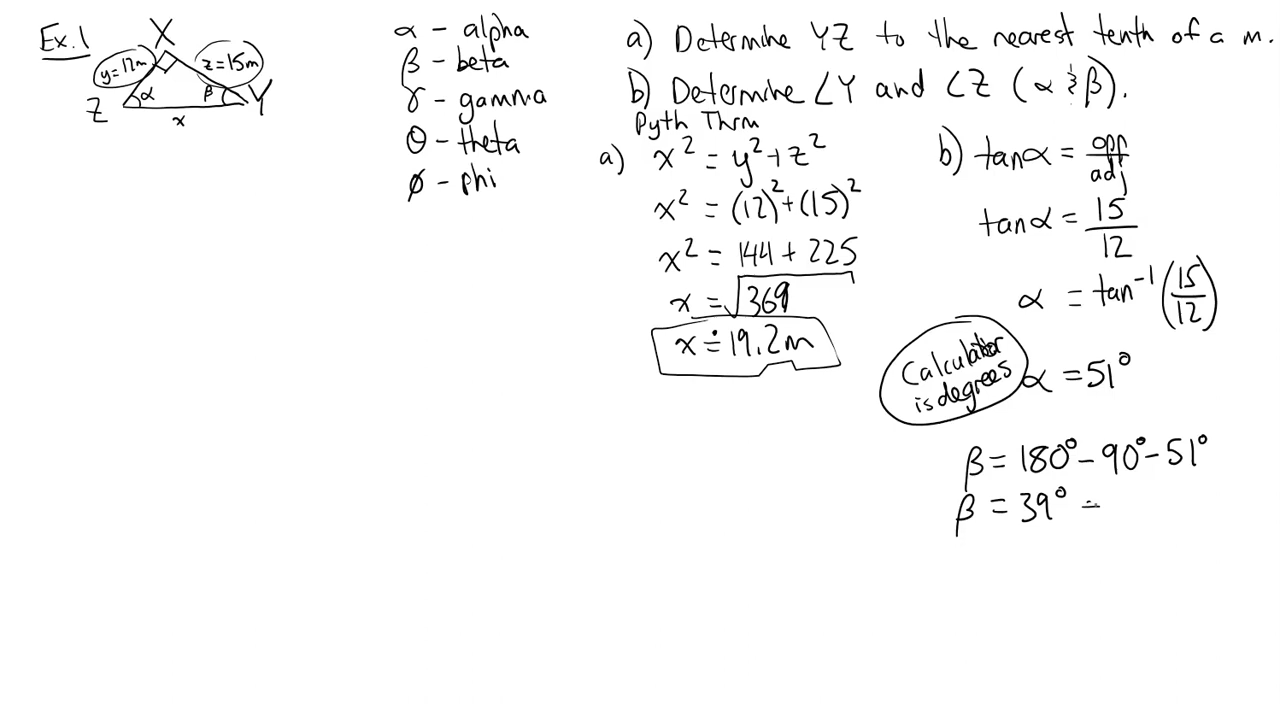 Ex.1
X
y=12m
z=15m
α
β
Z
Y
x
α - alpha
β - beta
γ - gamma
θ - theta
ϕ - phi
a) Determine YZ to the nearest tenth of a m.
b) Determine ∠Y and ∠Z (α & β).
Pyth Thrm
a) x² = y² + z²
x² = (12)² + (15)²
x² = 144 + 225
x = √369
x ≐ 19.2m
b) tanα = opp/adj
tanα = 15/12
α = tan⁻¹(15/12)
Calculator is degrees
α = 51°
β = 180° - 90° - 51°
β = 39°